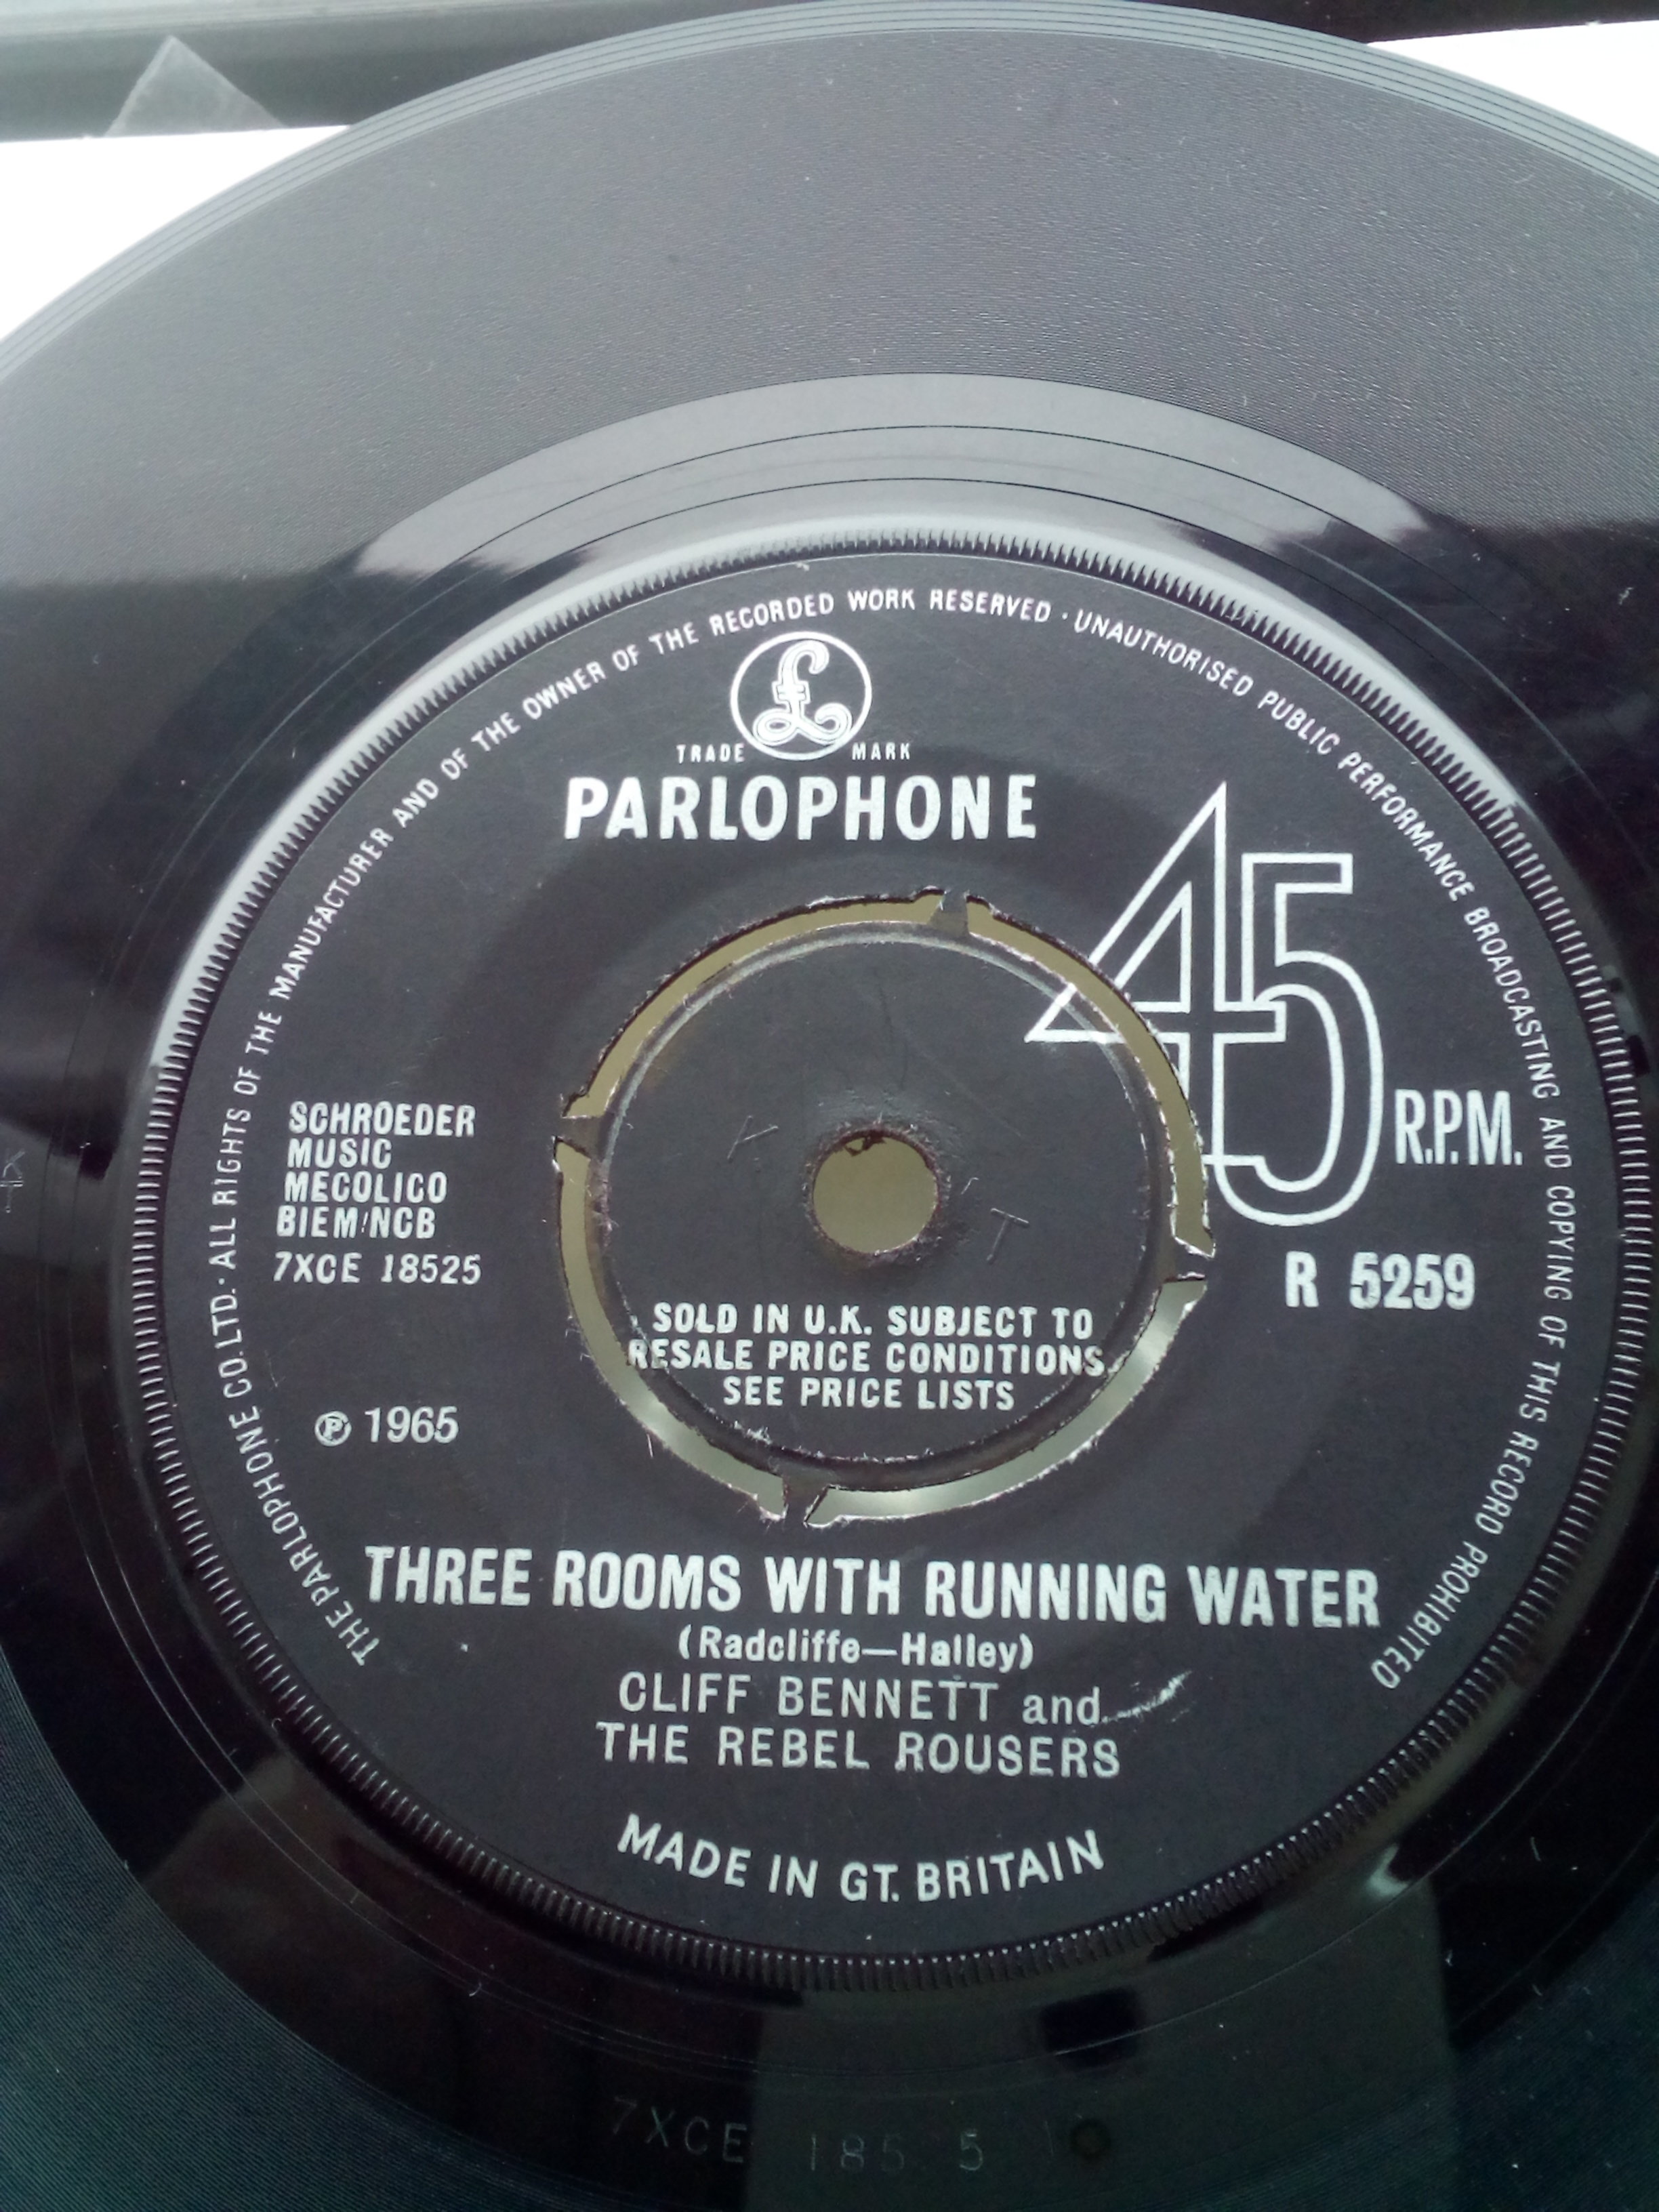 THE PARLOPHONE CO. LTD. · ALL RIGHTS OF THE MANUFACTURER AND OF THE OWNER OF THE RECORDED WORK RESERVED · UNAUTHORISED PUBLIC PERFORMANCE BROADCASTING AND COPYING OF THIS RECORD PROHIBITED
£
TRADE MARK
PARLOPHONE
45
R.P.M.
SCHROEDER
MUSIC
MECOLICO
BIEM/NCB
7XCE 18525
R 5259
K T
SOLD IN U.K. SUBJECT TO
RESALE PRICE CONDITIONS,
SEE PRICE LISTS
℗ 1965
THREE ROOMS WITH RUNNING WATER
(Radcliffe—Halley)
CLIFF BENNETT and
THE REBEL ROUSERS
MADE IN GT. BRITAIN
7XCE